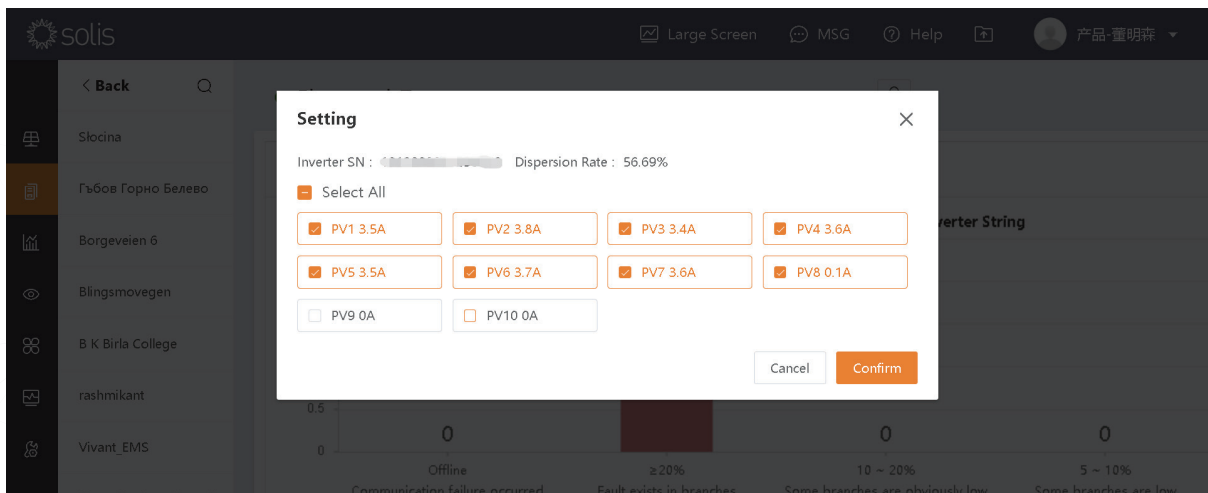 solis
Large Screen
MSG
Help
产品-董明森
Back
Słocina
Гъбов Горно Белево
Borgeveien 6
Blingsmovegen
B K Birla College
rashmikant
Vivant_EMS
Setting
Inverter SN : Dispersion Rate : 56.69%
Select All
PV1 3.5A PV2 3.8A PV3 3.4A PV4 3.6A
PV5 3.5A PV6 3.7A PV7 3.6A PV8 0.1A
PV9 0A PV10 0A
Cancel Confirm
verter String
0.5
0
0 0 0
Offline ≥20% 10 ~ 20% 5 ~ 10%
Communication failure occurred Fault exists in branches Some branches are obviously low Some branches are low